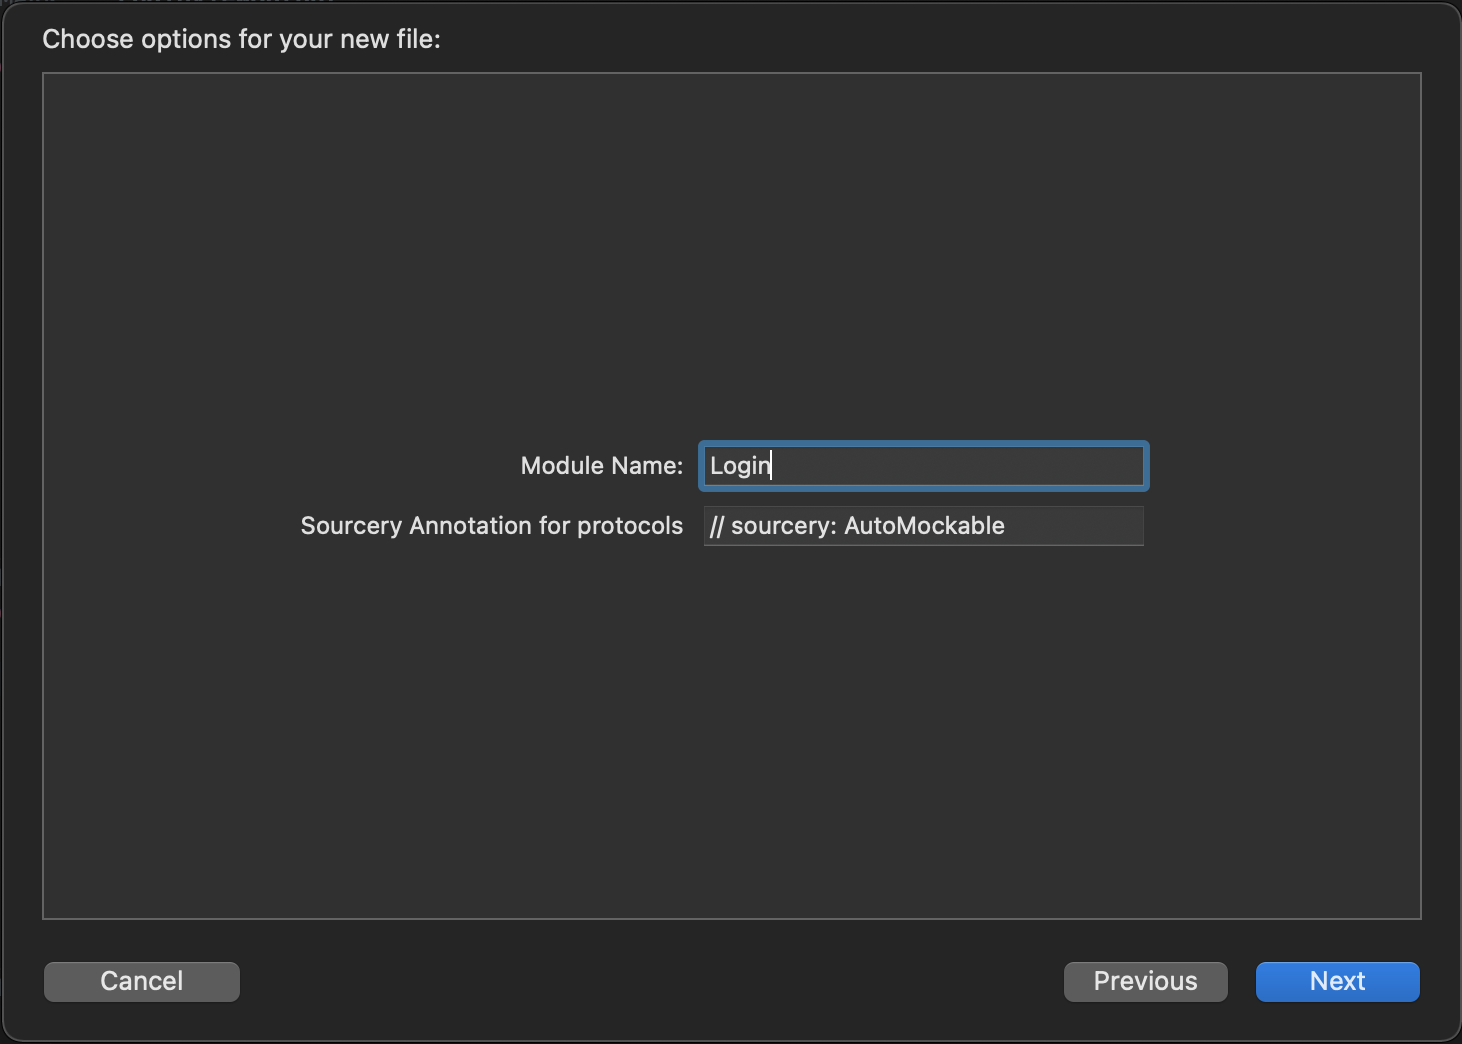 Choose options for your new file:
Module Name: Login
Sourcery Annotation for protocols // sourcery: AutoMockable
Cancel Previous Next